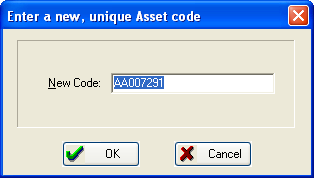 Enter a new, unique Asset code
New Code: AA007291
OK Cancel